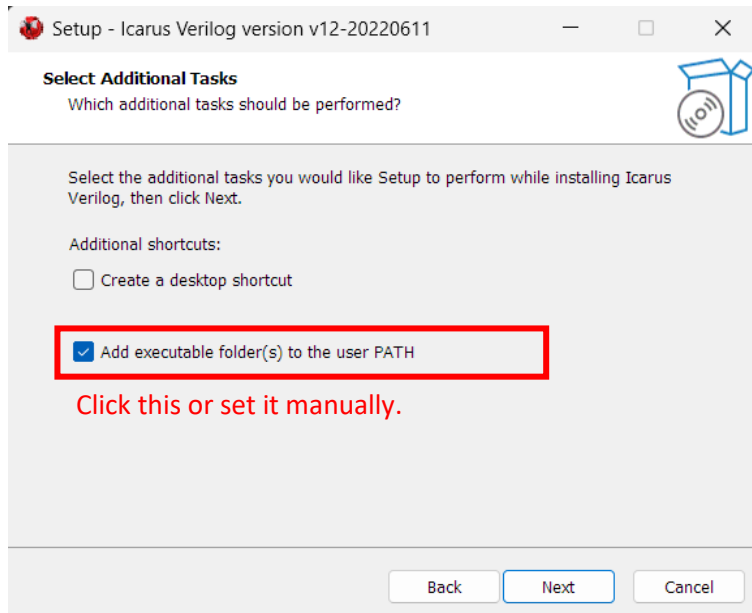 Setup - Icarus Verilog version v12-20220611
Select Additional Tasks
Which additional tasks should be performed?
Select the additional tasks you would like Setup to perform while installing Icarus
Verilog, then click Next.
Additional shortcuts:
Create a desktop shortcut
Add executable folder(s) to the user PATH
Click this or set it manually.
Back Next Cancel